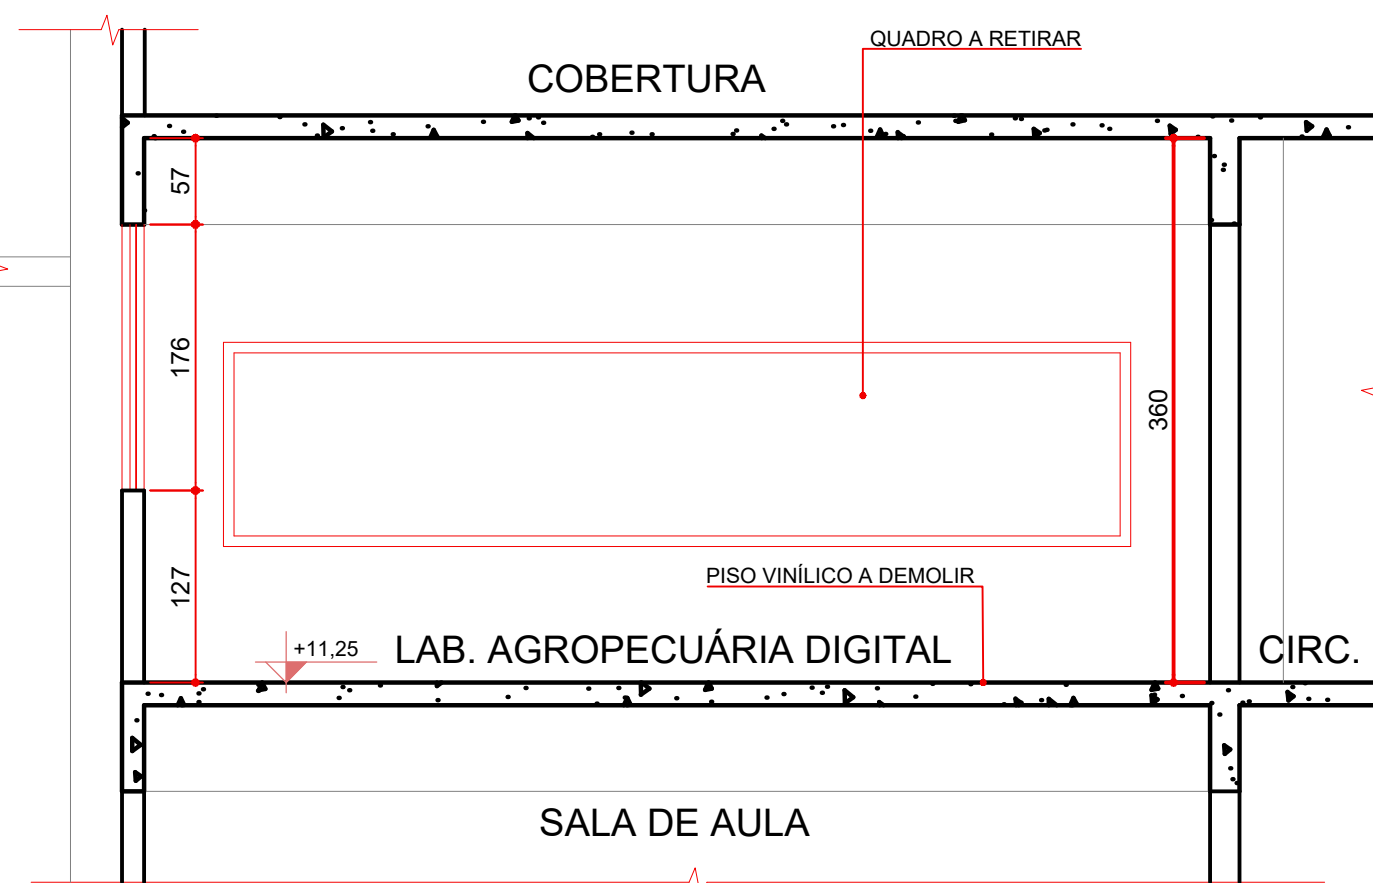 QUADRO A RETIRAR
COBERTURA
57
176
360
127
PISO VINÍLICO A DEMOLIR
+11,25
LAB. AGROPECUÁRIA DIGITAL
CIRC.
SALA DE AULA